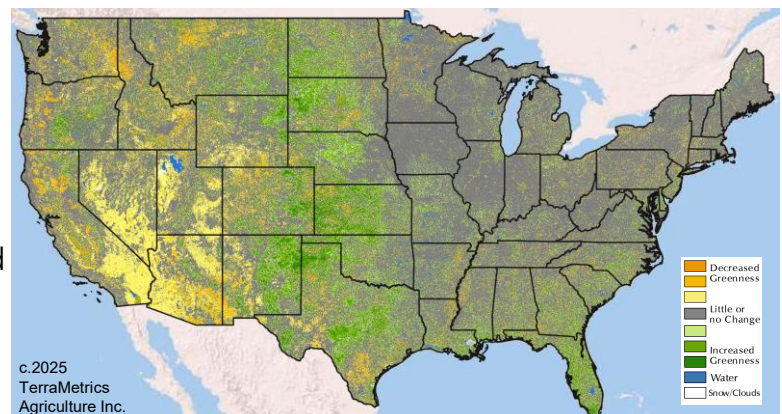 d
Decreased
Greenness
Little or
no Change
Increased
Greenness
Water
Snow/Clouds
c.2025
TerraMetrics
Agriculture Inc.